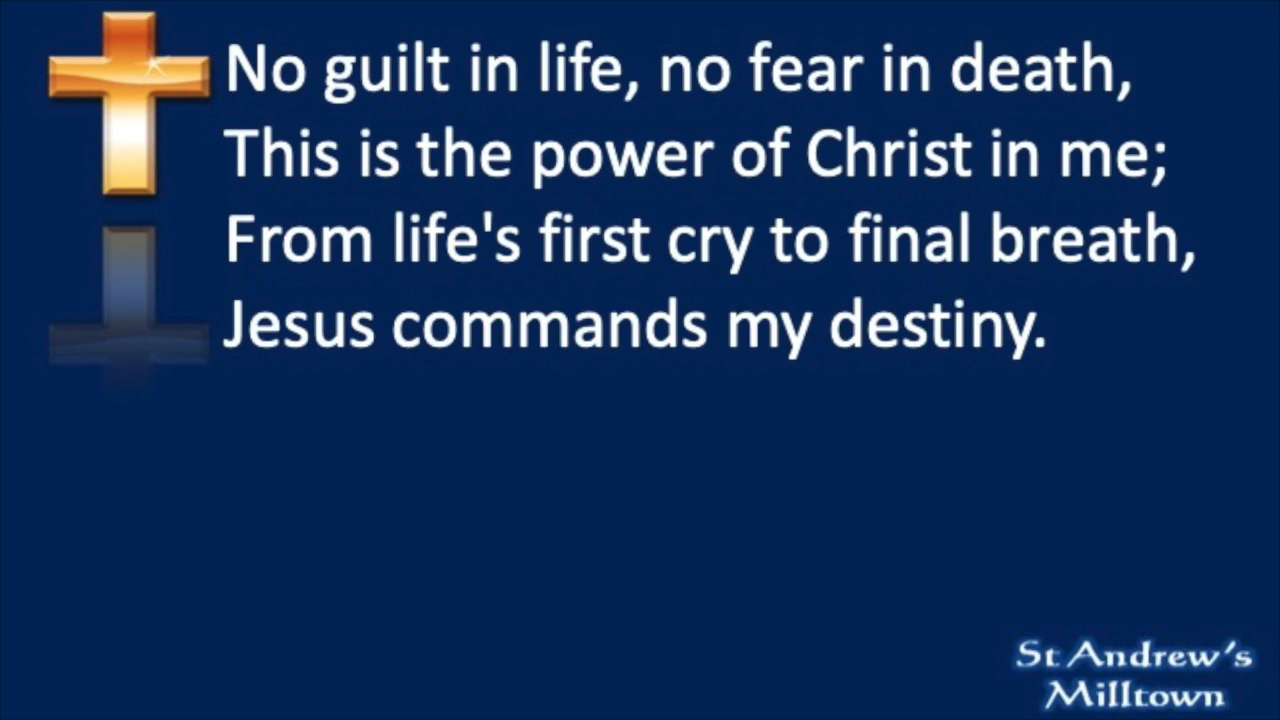 No guilt in life, no fear in death,
This is the power of Christ in me;
From life's first cry to final breath,
Jesus commands my destiny.
St Andrew's
Milltown